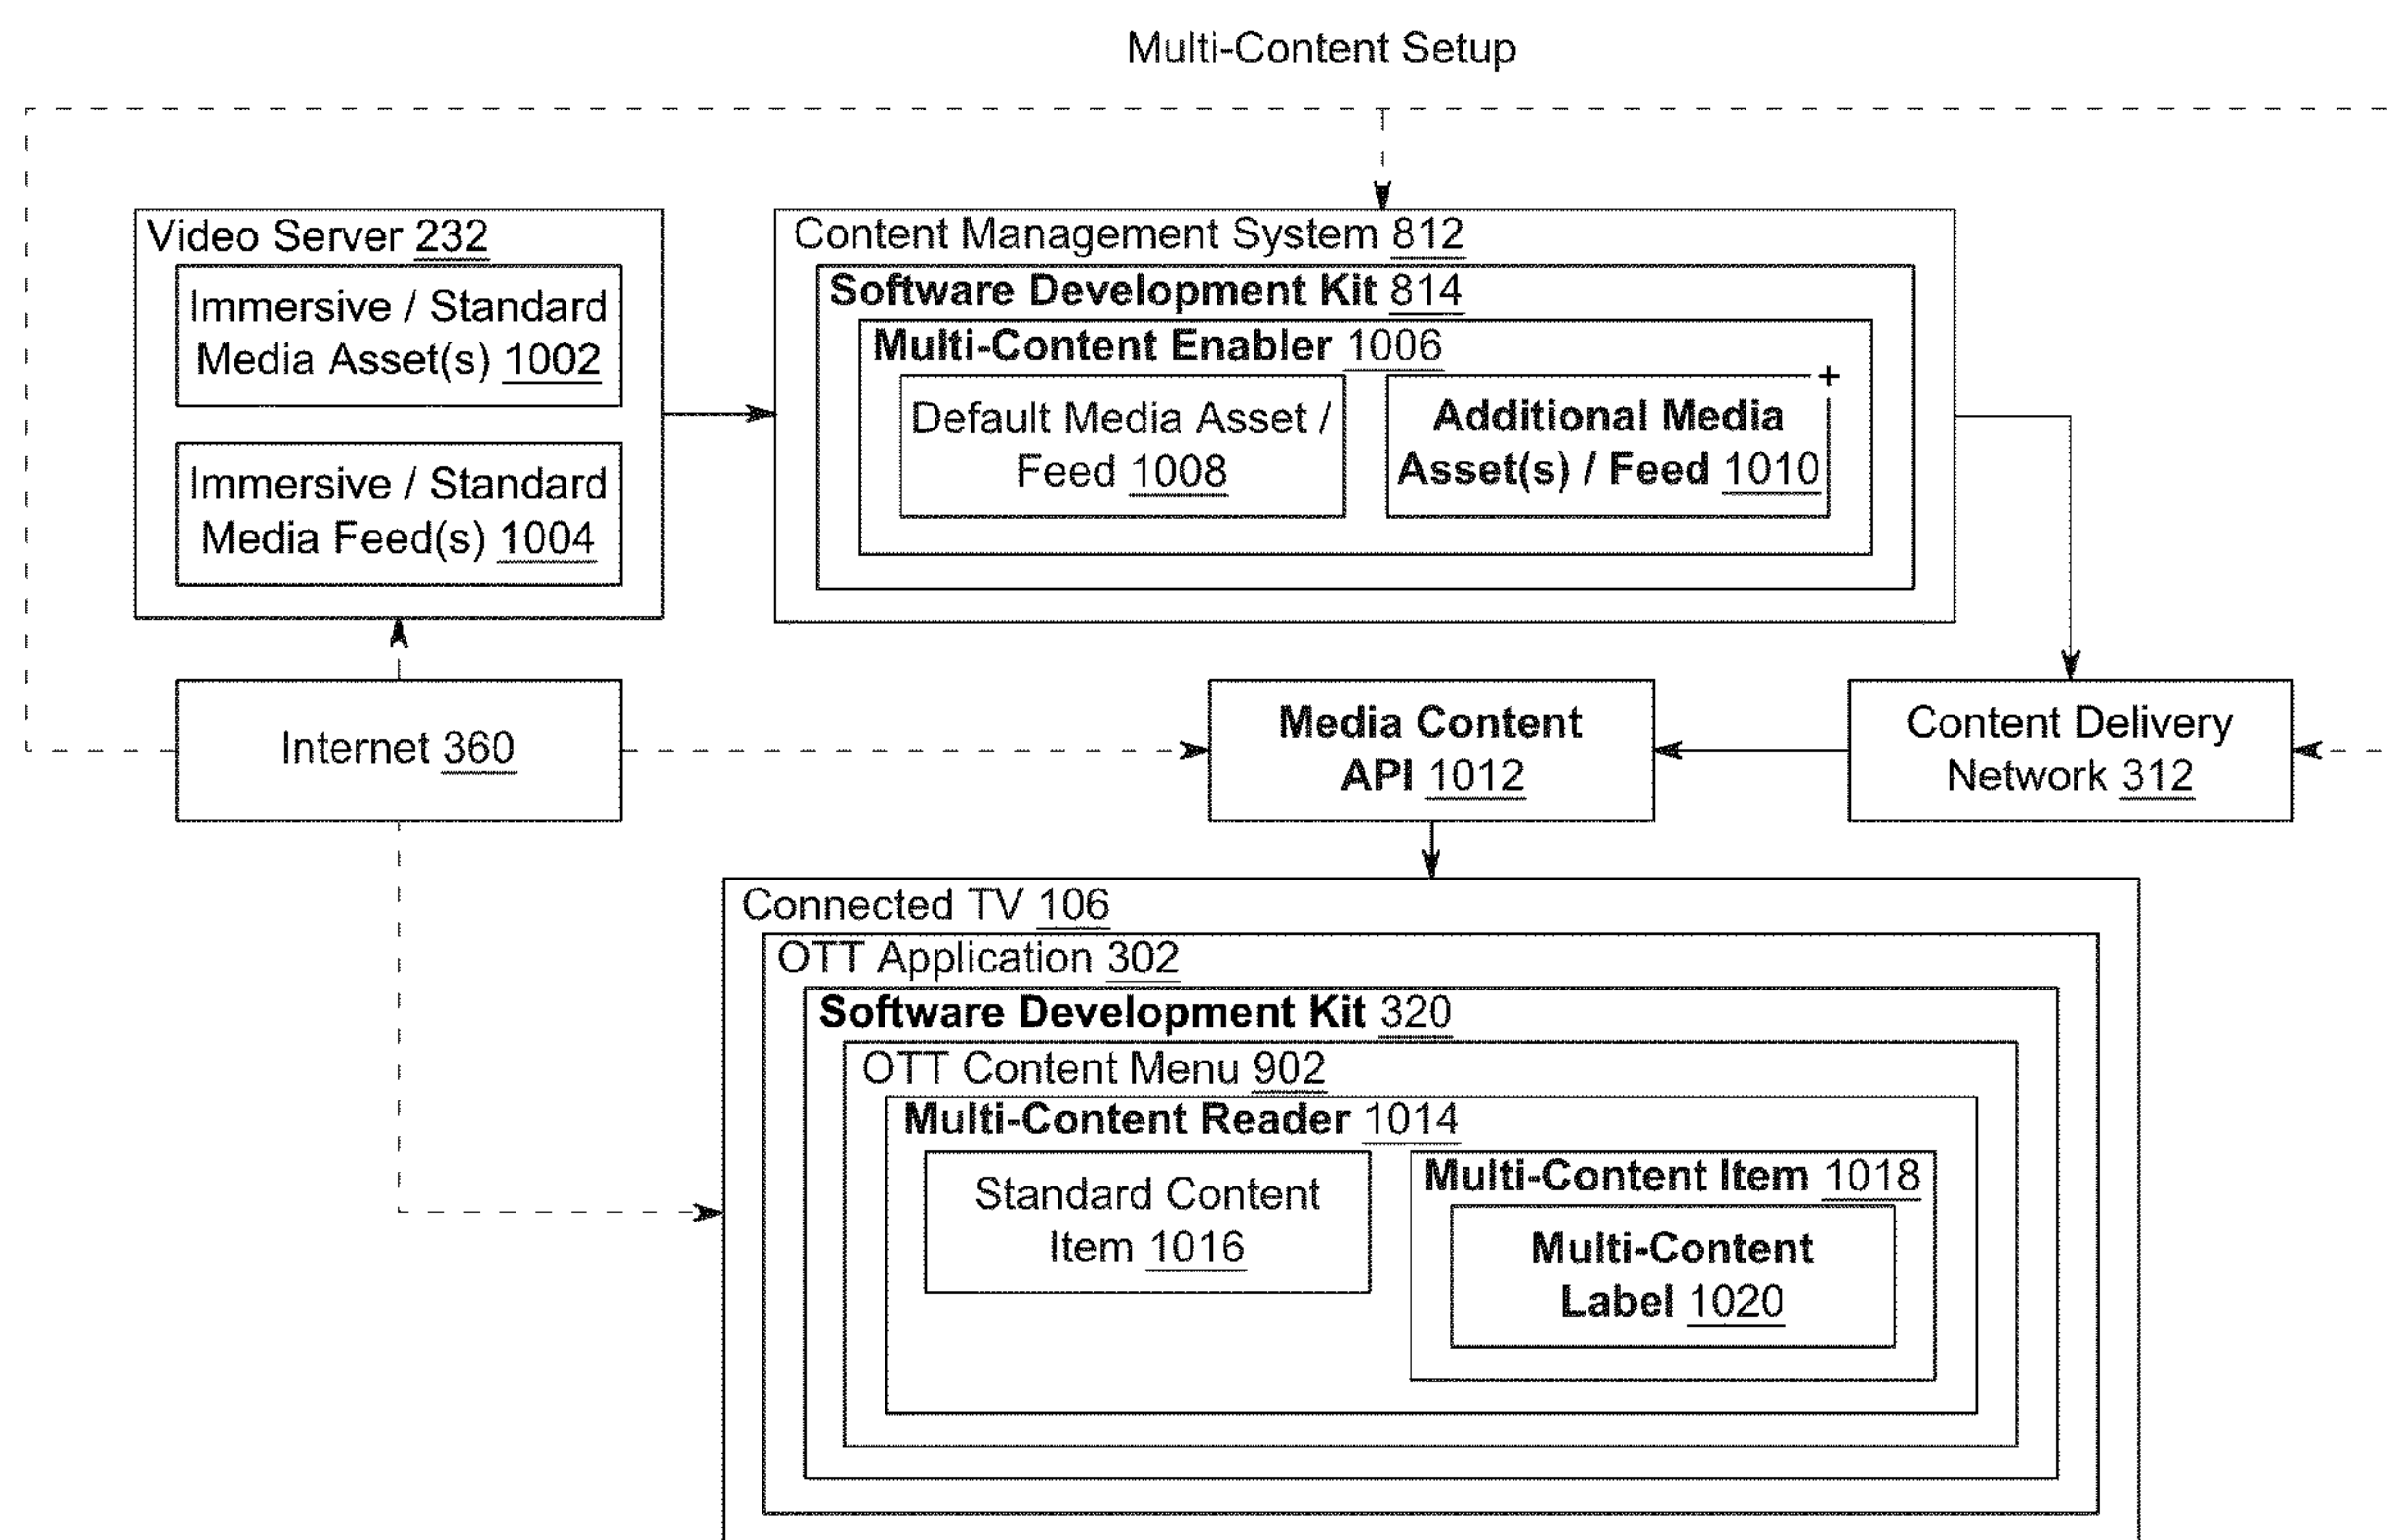 Multi-Content Setup
Video Server 232
Immersive / Standard
Media Asset(s) 1002
Immersive / Standard
Media Feed(s) 1004
Content Management System 812
Software Development Kit 814
Multi-Content Enabler 1006
Default Media Asset /
Feed 1008
+
Additional Media
Asset(s) / Feed 1010
Internet 360
Media Content
API 1012
Content Delivery
Network 312
Connected TV 106
OTT Application 302
Software Development Kit 320
OTT Content Menu 902
Multi-Content Reader 1014
Standard Content
Item 1016
Multi-Content Item 1018
Multi-Content
Label 1020